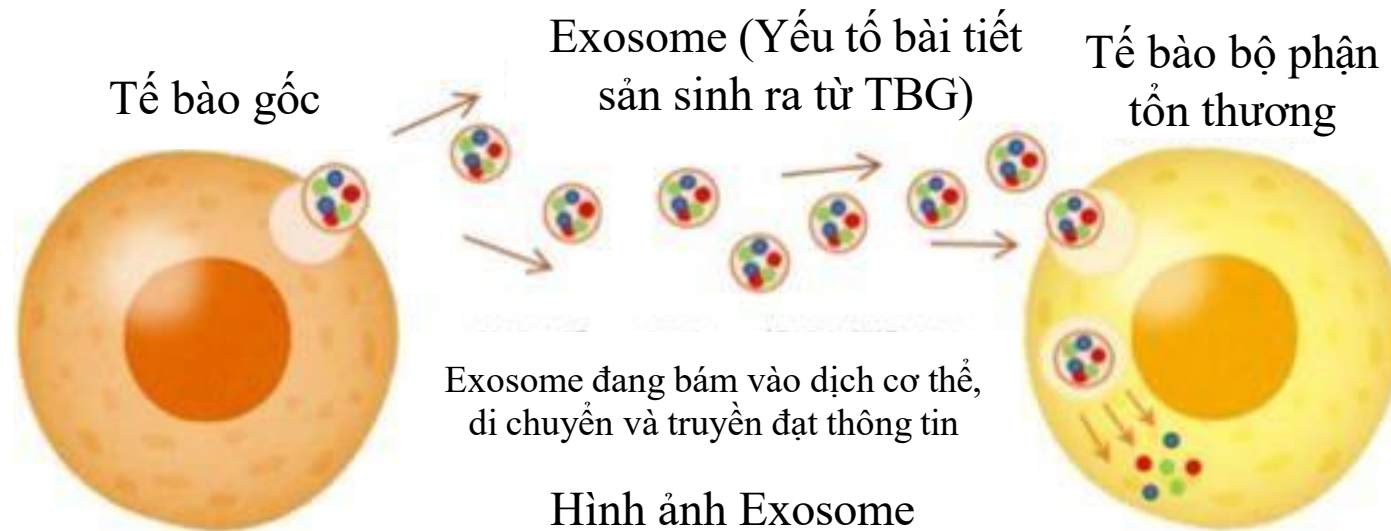 Tế bào gốc
Exosome (Yếu tố bài tiết
sản sinh ra từ TBG)
Tế bào bộ phận
tổn thương
Exosome đang bám vào dịch cơ thể,
di chuyển và truyền đạt thông tin
Hình ảnh Exosome